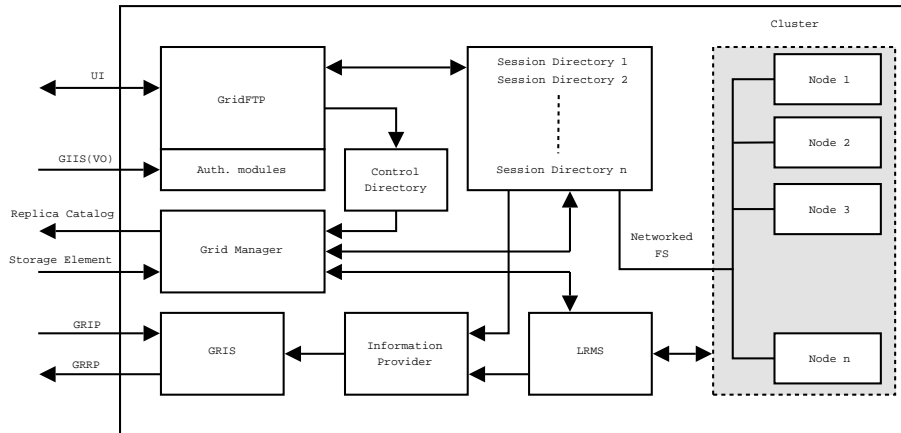 Cluster
UI
GridFTP
Session Directory 1
Session Directory 2
Node 1
Node 2
GIIS(VO)
Auth. modules
Control
Directory
Session Directory n
Node 3
Replica Catalog
Grid Manager
Networked
FS
Storage Element
GRIP
GRIS
Information
Provider
LRMS
Node n
GRRP